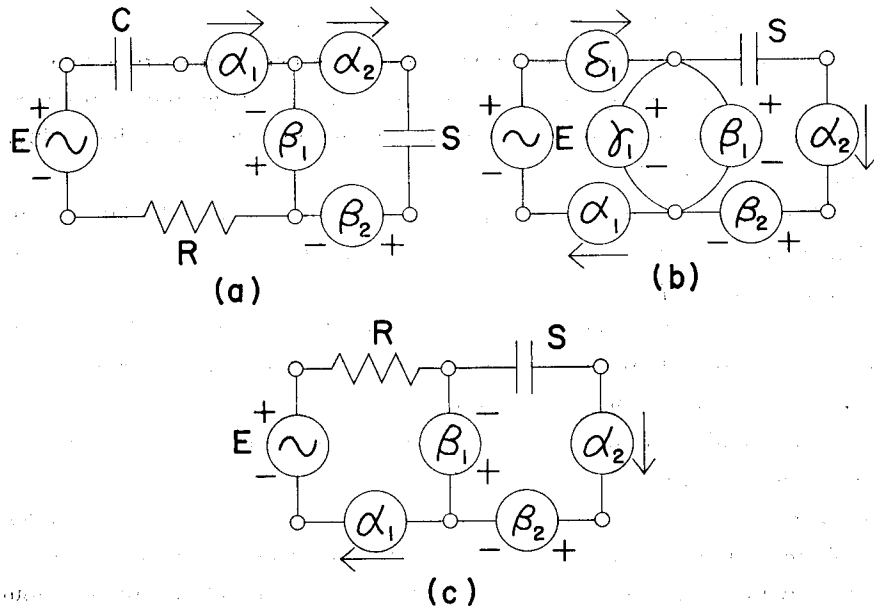 C α₁ α₂ S
+ E - - β₁ +
R - β₂ +
(a)
δ₁ S
+ E - + γ₁ - + β₁ - α₂
α₁ - β₂ +
(b)
R S
+ E - - β₁ + α₂
α₁ - β₂ +
(c)